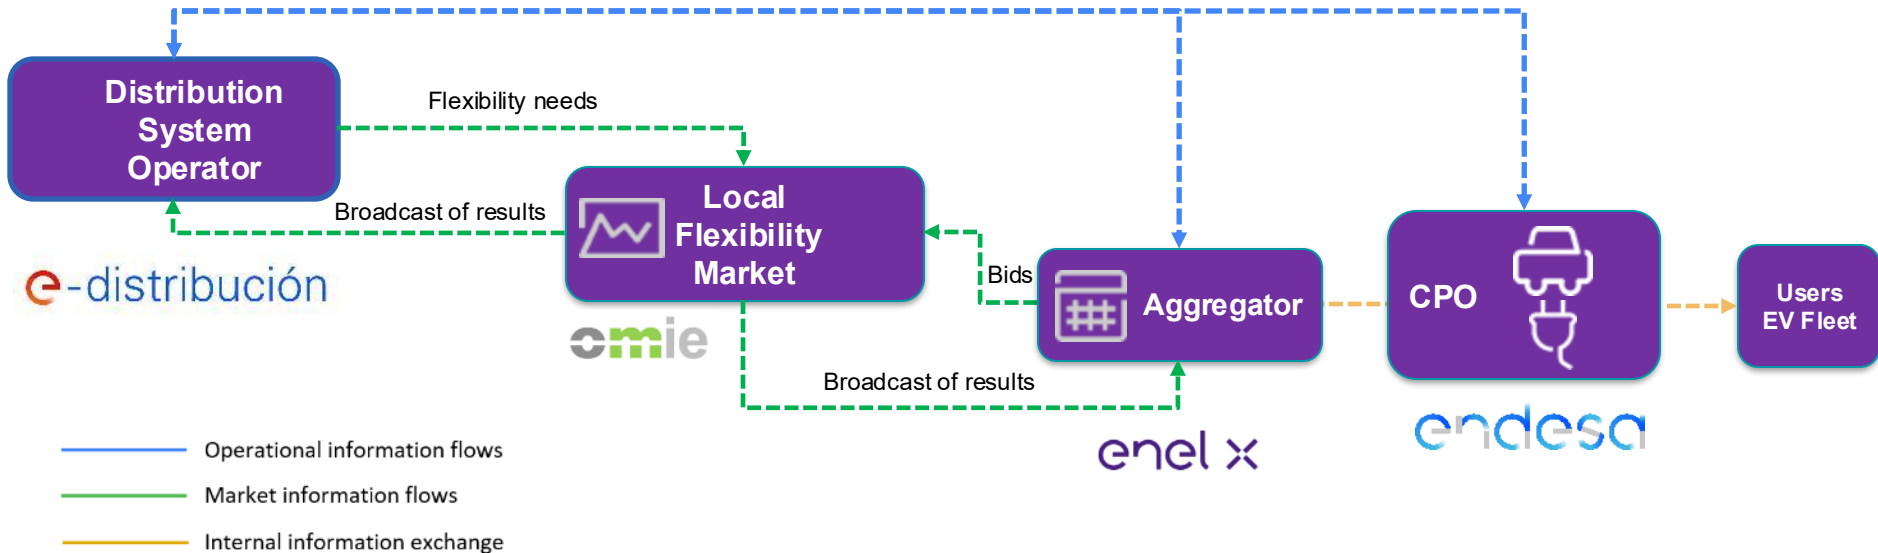 Distribution
System
Operator
Flexibility needs
Broadcast of results
e-distribución
Local
Flexibility
Market
omie
Bids
Aggregator
Broadcast of results
enel x
CPO
endesa
Users
EV Fleet
Operational information flows
Market information flows
Internal information exchange